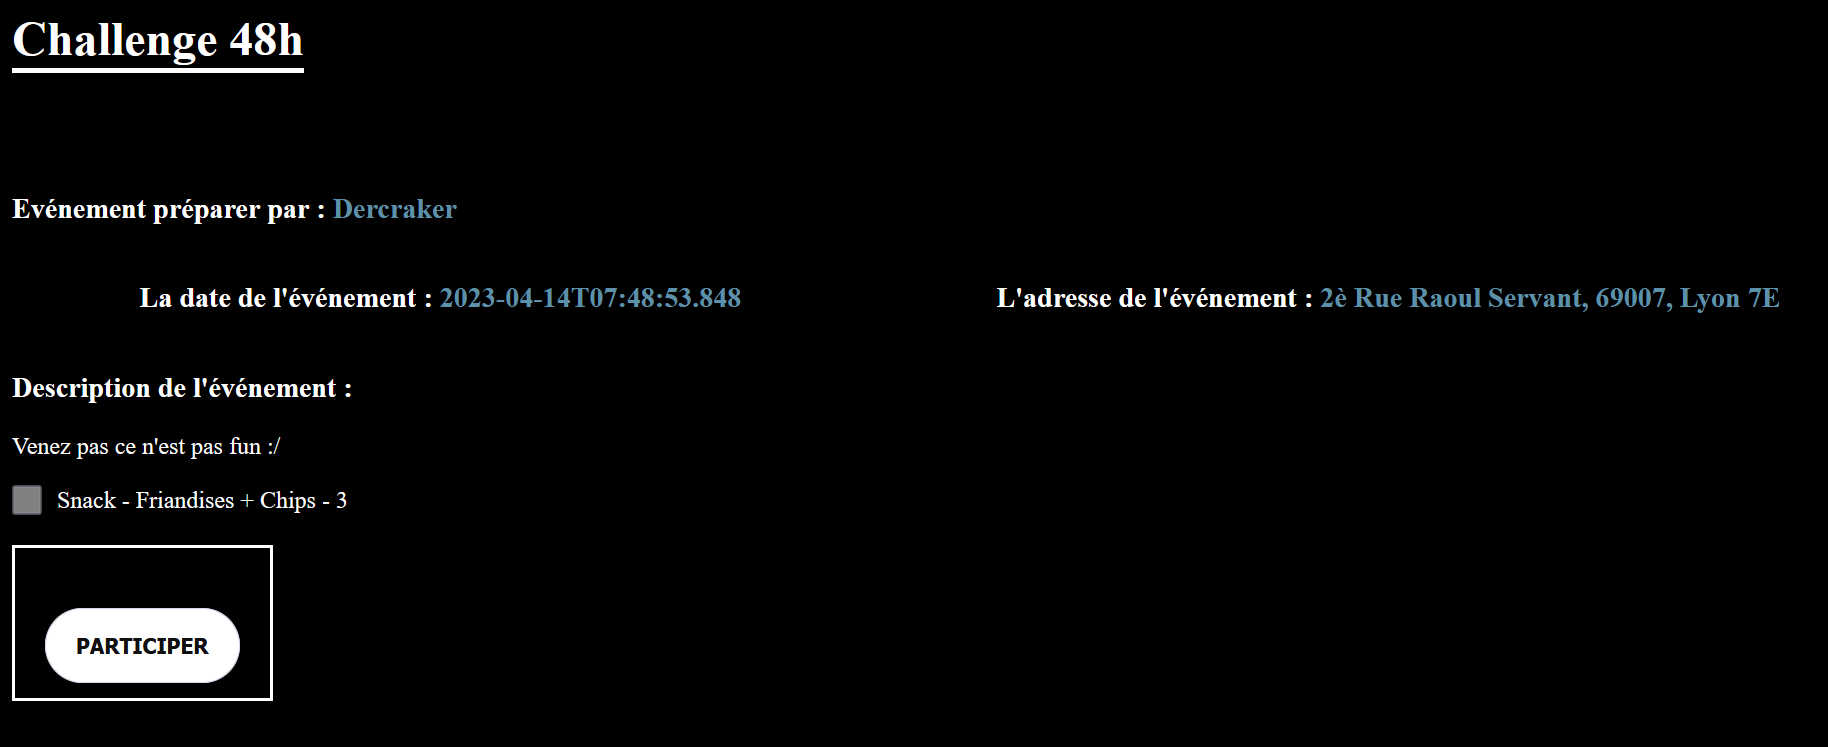 Challenge 48h
Evénement préparer par : Dercraker
La date de l'événement : 2023-04-14T07:48:53.848
L'adresse de l'événement : 2è Rue Raoul Servant, 69007, Lyon 7E
Description de l'événement :
Venez pas ce n'est pas fun :/
Snack - Friandises + Chips - 3
PARTICIPER